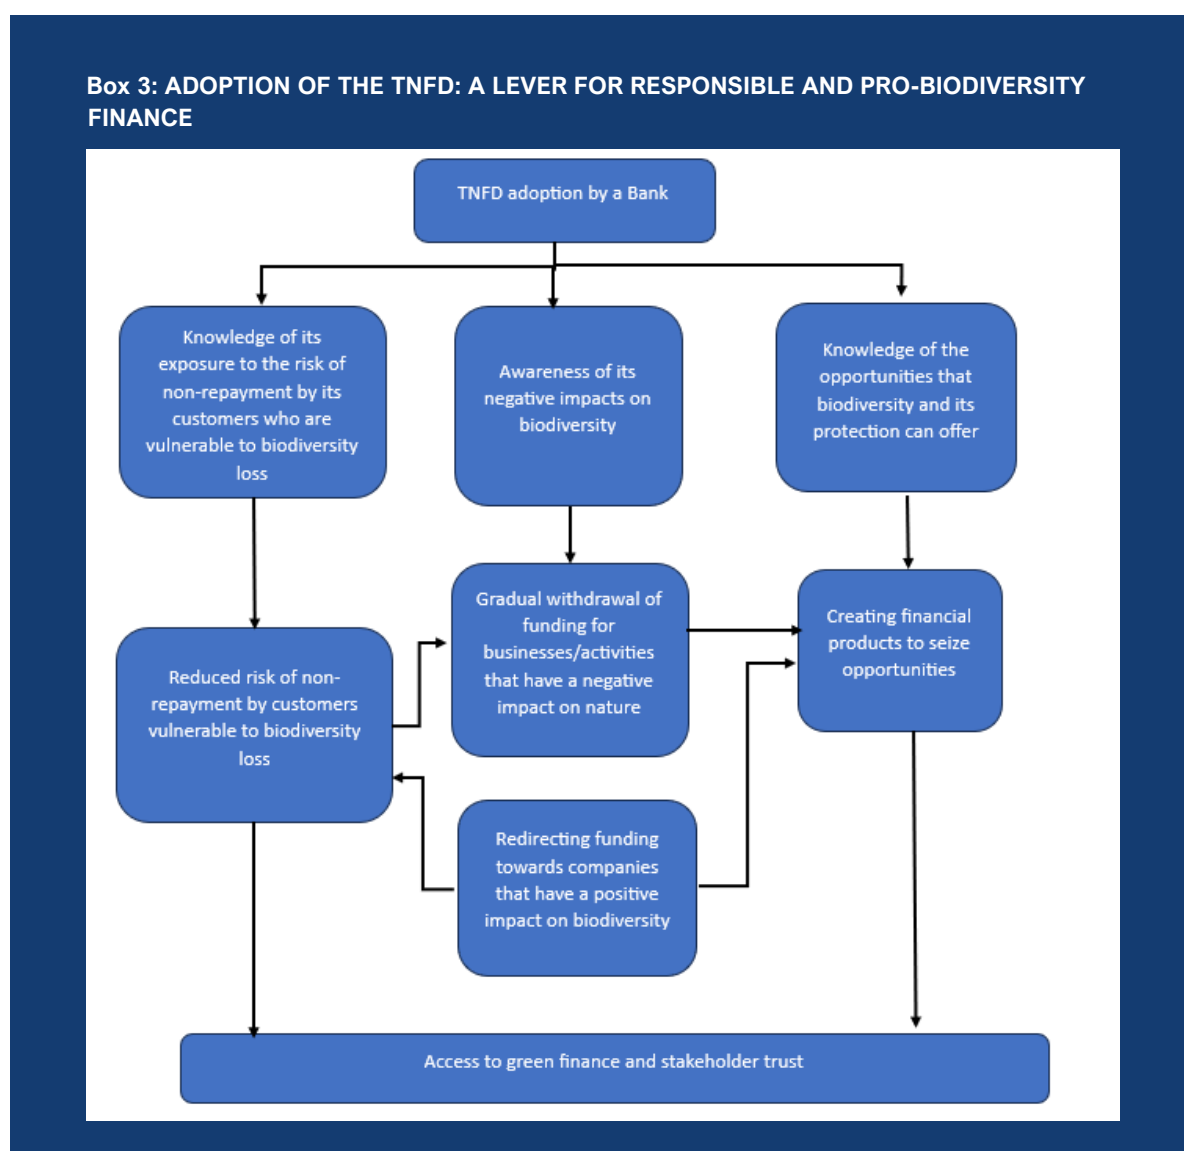 Box 3: ADOPTION OF THE TNFD: A LEVER FOR RESPONSIBLE AND PRO-BIODIVERSITY
FINANCE
TNFD adoption by a Bank
Knowledge of its
exposure to the risk of
non-repayment by its
customers who are
vulnerable to biodiversity
loss
Awareness of its
negative impacts on
biodiversity
Knowledge of the
opportunities that
biodiversity and its
protection can offer
Gradual withdrawal of
funding for
businesses/activities
that have a negative
impact on nature
Creating financial
products to seize
opportunities
Reduced risk of non-
repayment by customers
vulnerable to biodiversity
loss
Redirecting funding
towards companies
that have a positive
impact on biodiversity
Access to green finance and stakeholder trust